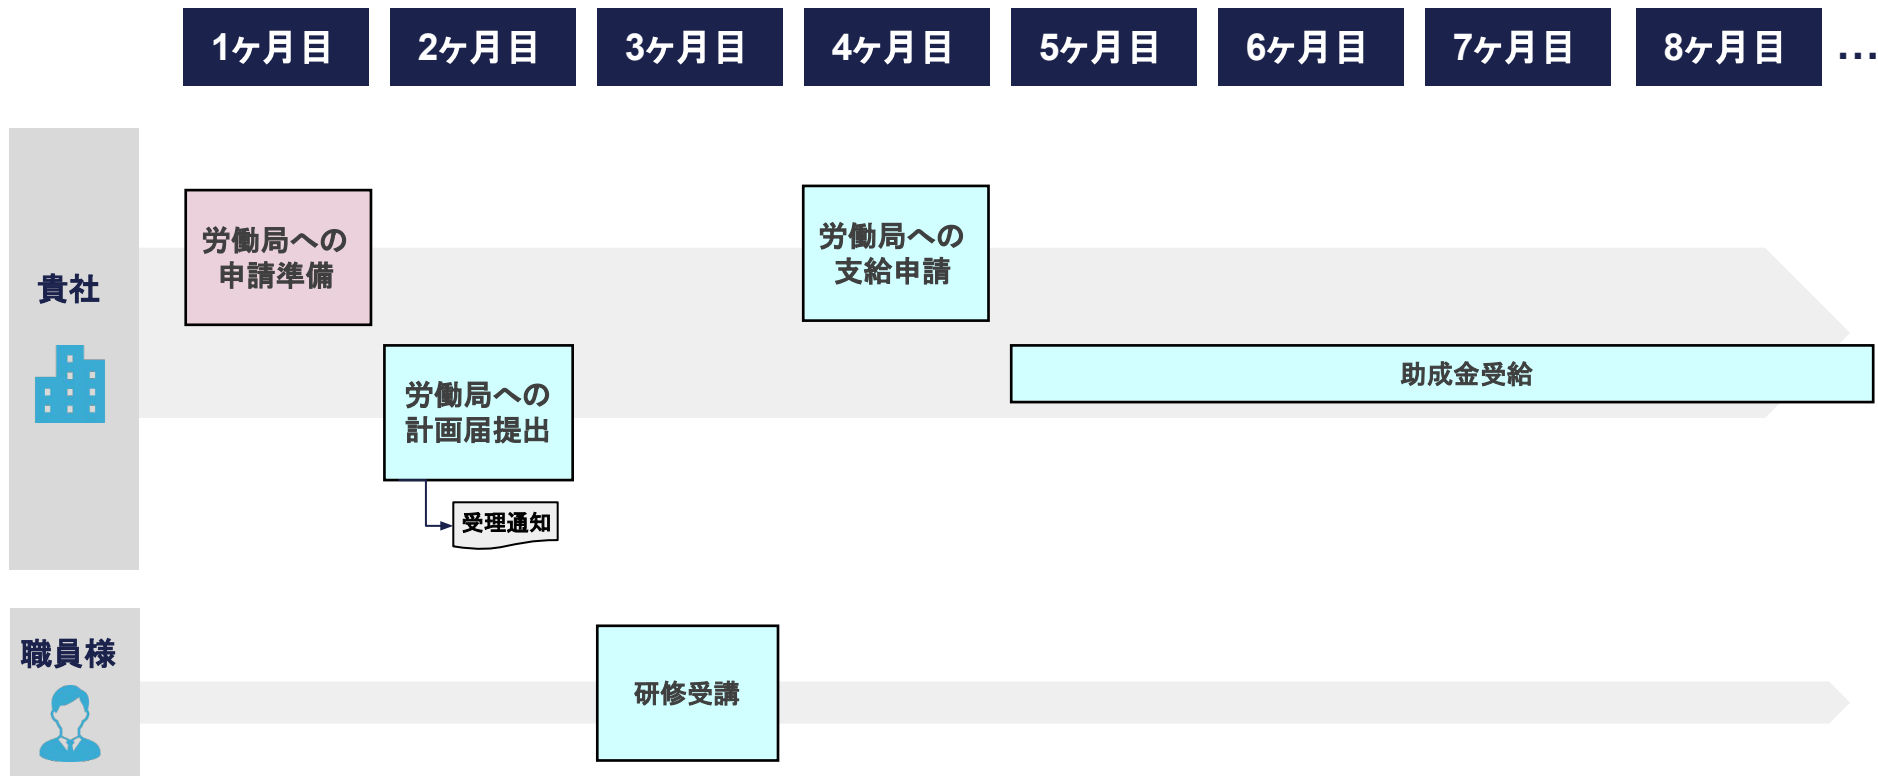 1ヶ月目
2ヶ月目
3ヶ月目
4ヶ月目
5ヶ月目
6ヶ月目
7ヶ月目
8ヶ月目
...
貴社
労働局への
申請準備
労働局への
支給申請
労働局への
計画届提出
助成金受給
受理通知
職員様
研修受講